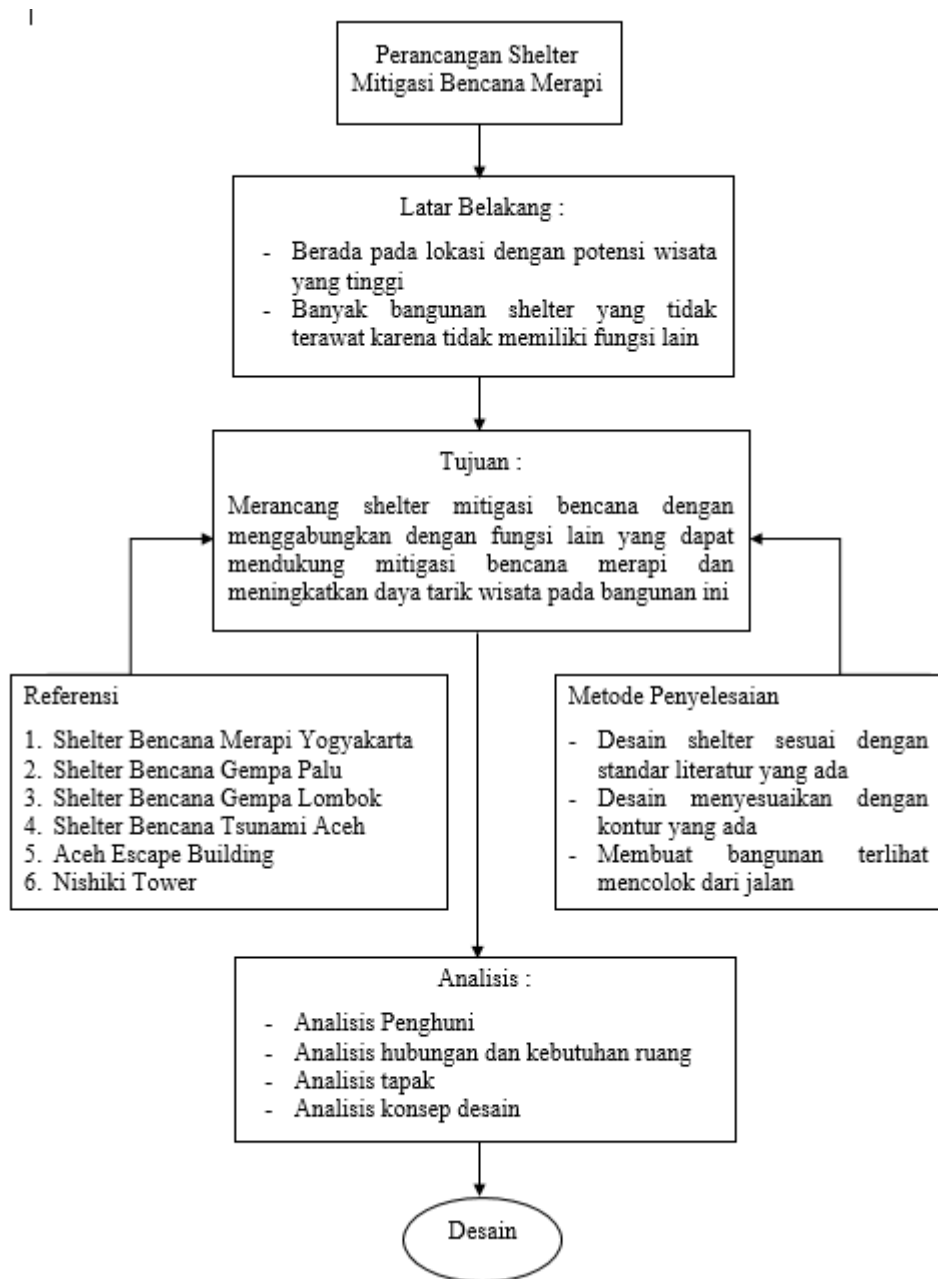 Perancangan Shelter
Mitigasi Bencana Merapi
Latar Belakang :
- Berada pada lokasi dengan potensi wisata
yang tinggi
- Banyak bangunan shelter yang tidak
terawat karena tidak memiliki fungsi lain
Tujuan :
Merancang shelter mitigasi bencana dengan
menggabungkan dengan fungsi lain yang dapat
mendukung mitigasi bencana merapi dan
meningkatkan daya tarik wisata pada bangunan ini
Referensi
1. Shelter Bencana Merapi Yogyakarta
2. Shelter Bencana Gempa Palu
3. Shelter Bencana Gempa Lombok
4. Shelter Bencana Tsunami Aceh
5. Aceh Escape Building
6. Nishiki Tower
Metode Penyelesaian
- Desain shelter sesuai dengan
standar literatur yang ada
- Desain menyesuaikan dengan
kontur yang ada
- Membuat bangunan terlihat
mencolok dari jalan
Analisis :
- Analisis Penghuni
- Analisis hubungan dan kebutuhan ruang
- Analisis tapak
- Analisis konsep desain
Desain